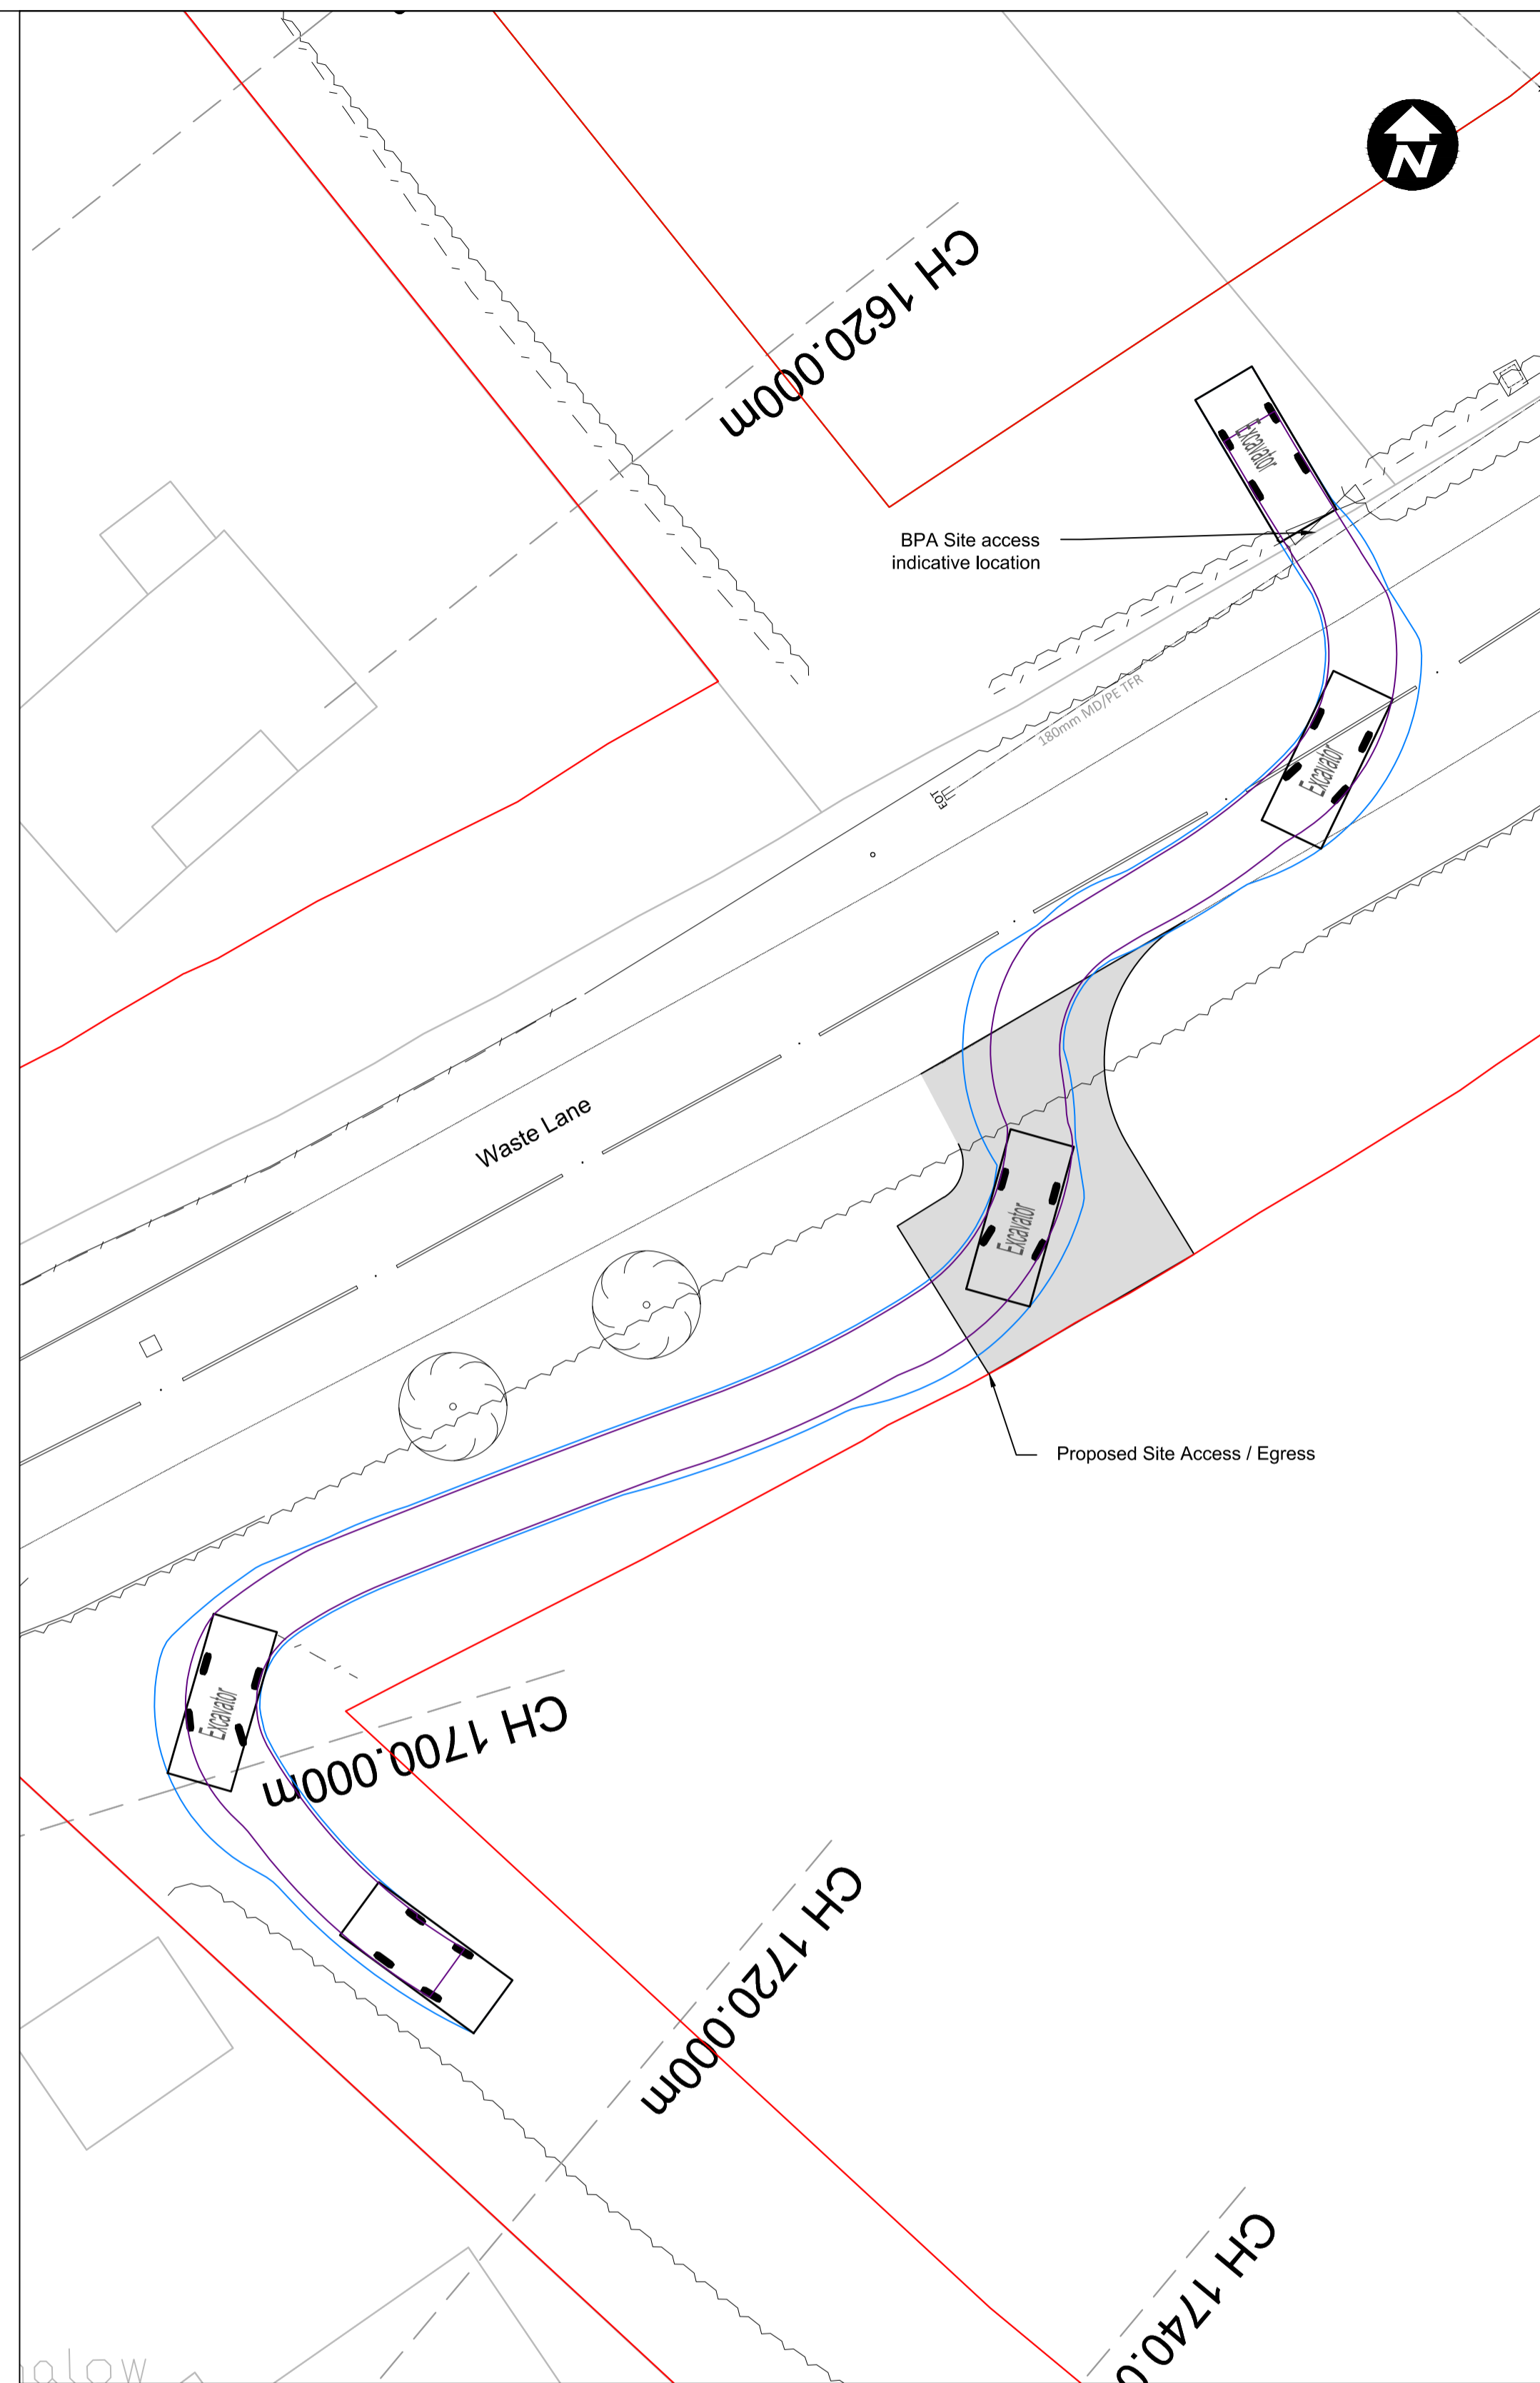 N
CH 1620.000m
Excavator
BPA Site access
indicative location
180mm MD/PE TFR
Excavator
EOT
Waste Lane
Excavator
Proposed Site Access / Egress
Excavator
CH 1700.000m
CH 1720.000m
CH 1740.0
alow